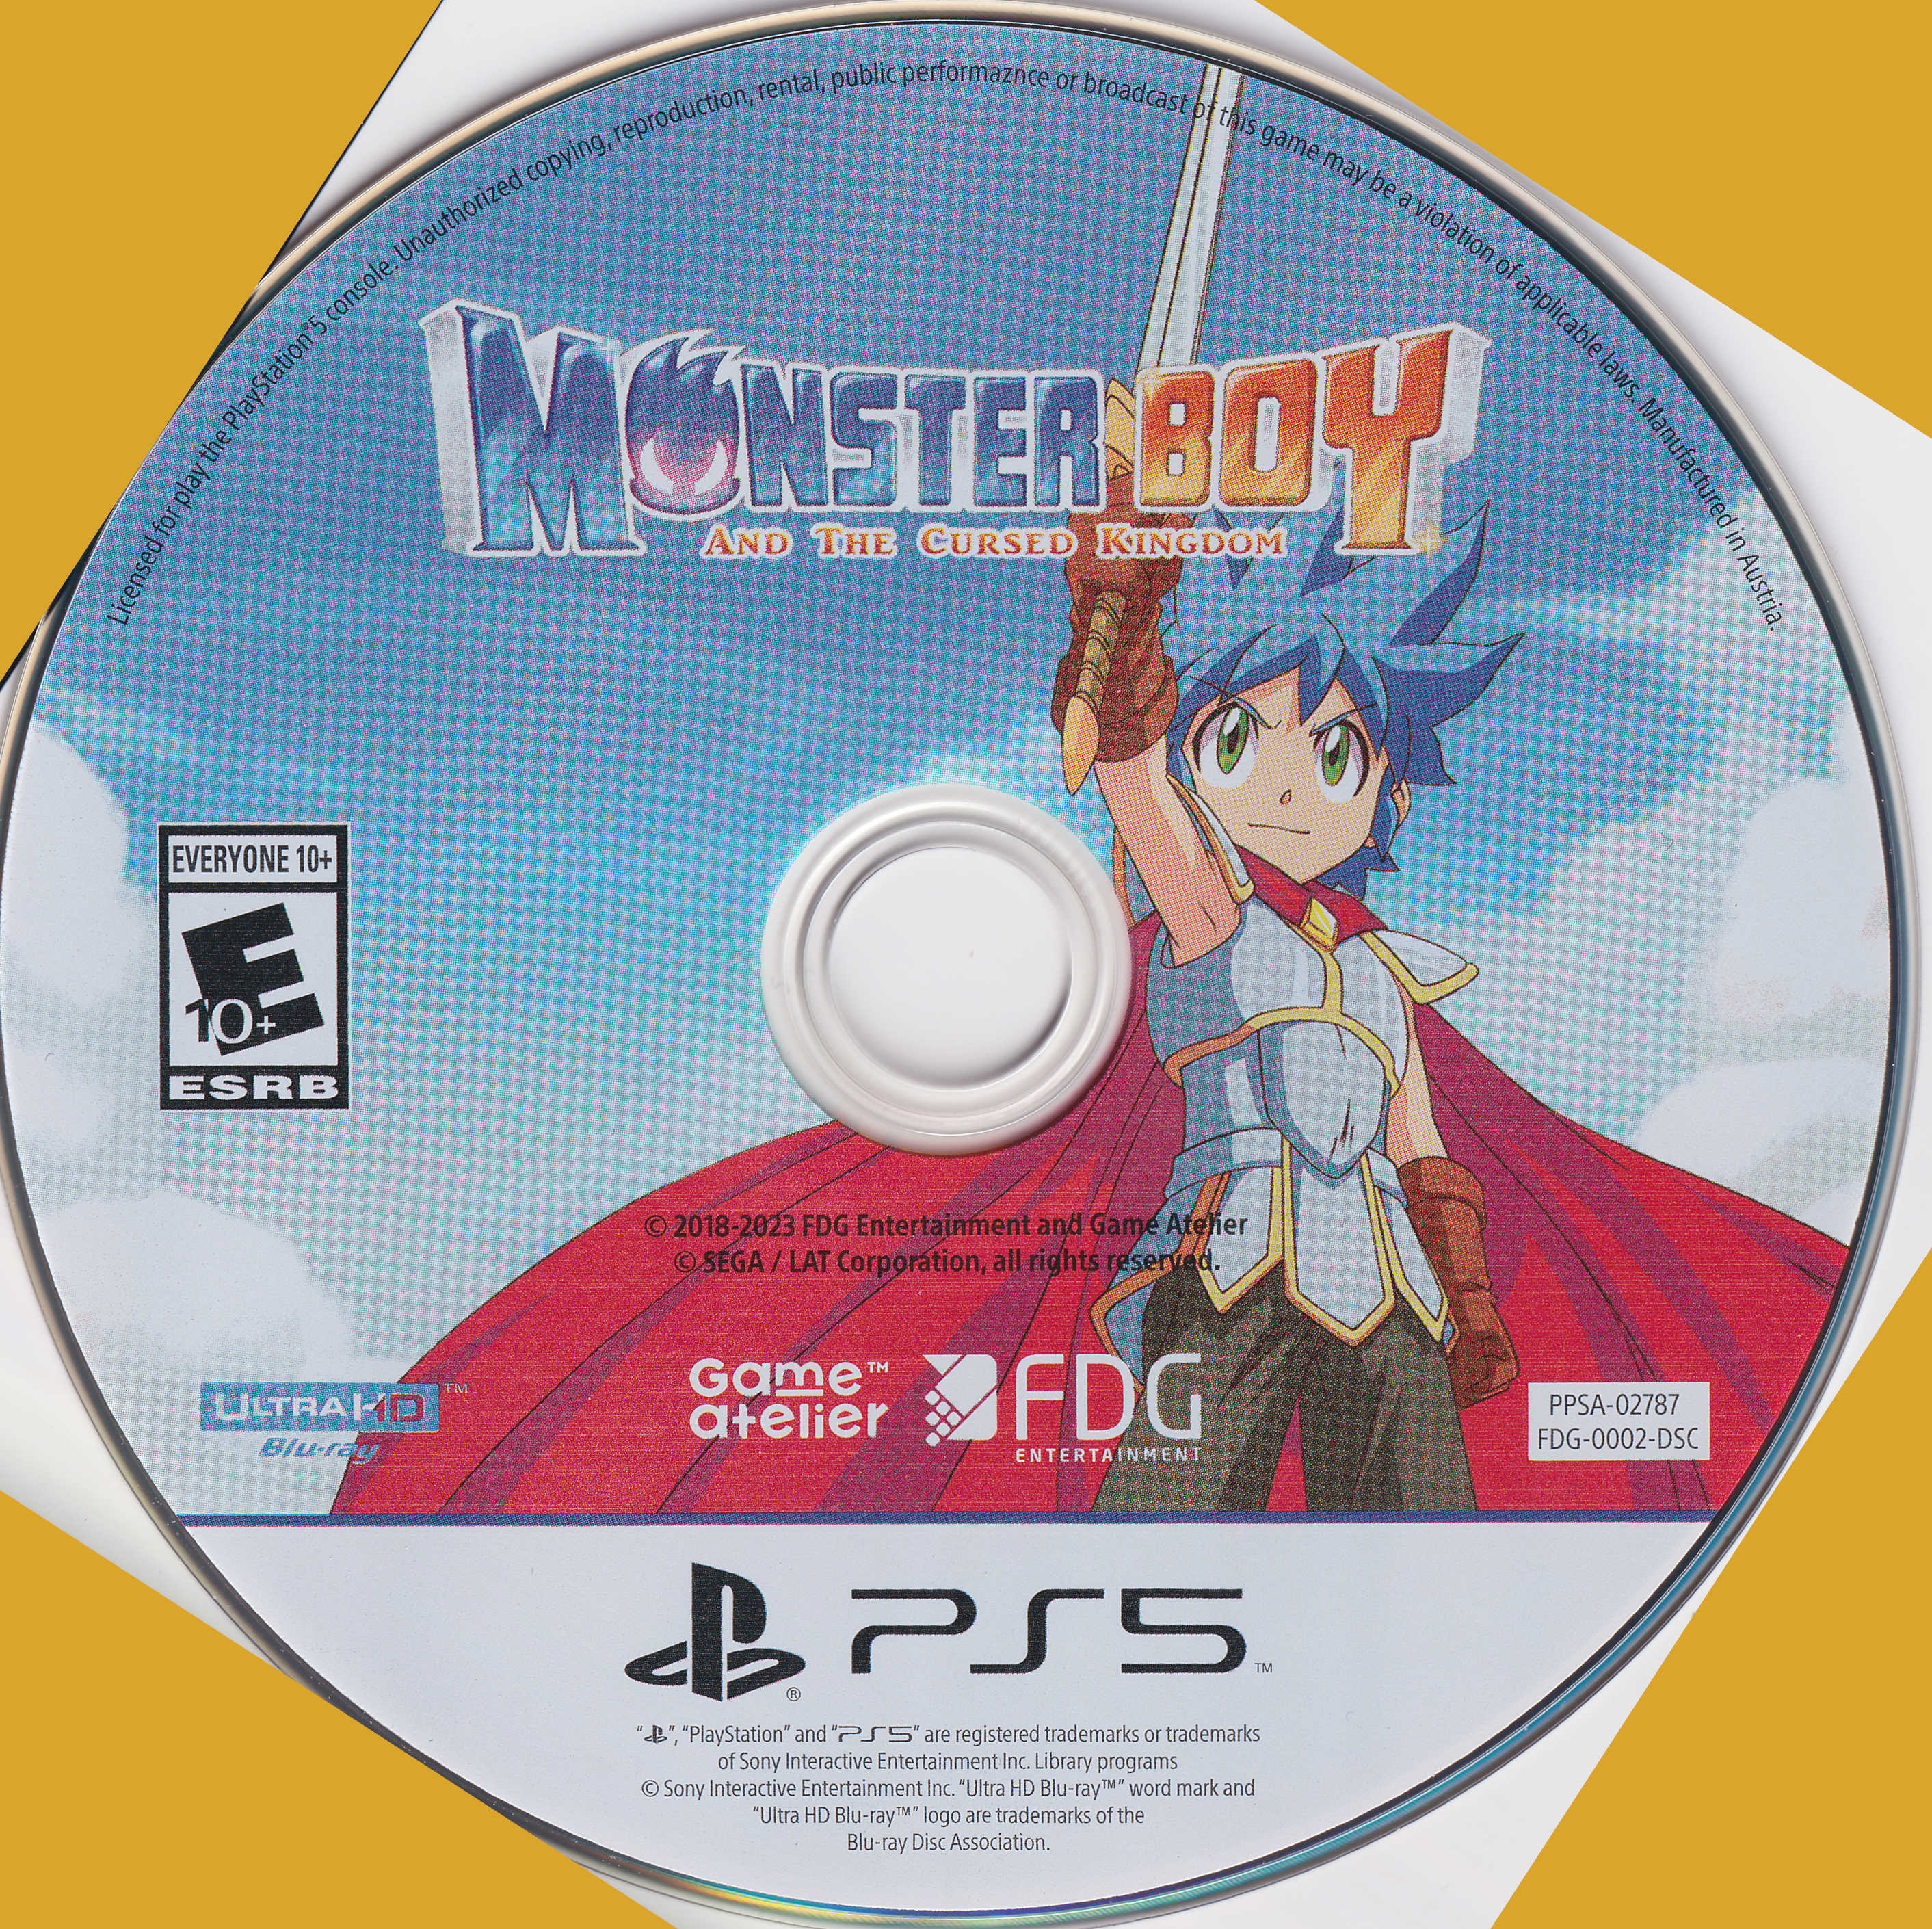 Licensed for play the PlayStation®5 console. Unauthorized copying, reproduction, rental, public performaznce or broadcast of this game may be a violation of applicable laws. Manufactured in Austria.
MONSTER BOY
AND THE CURSED KINGDOM
EVERYONE 10+
E
10+
ESRB
© 2018-2023 FDG Entertainment and Game Atelier
© SEGA / LAT Corporation, all rights reserved.
ULTRA HD™
Blu-ray
Game™
atelier
FDG
ENTERTAINMENT
PPSA-02787
FDG-0002-DSC
® PS5™
“ ”, “PlayStation” and “PS5” are registered trademarks or trademarks
of Sony Interactive Entertainment Inc. Library programs
© Sony Interactive Entertainment Inc. “Ultra HD Blu-ray™” word mark and
“Ultra HD Blu-ray™” logo are trademarks of the
Blu-ray Disc Association.